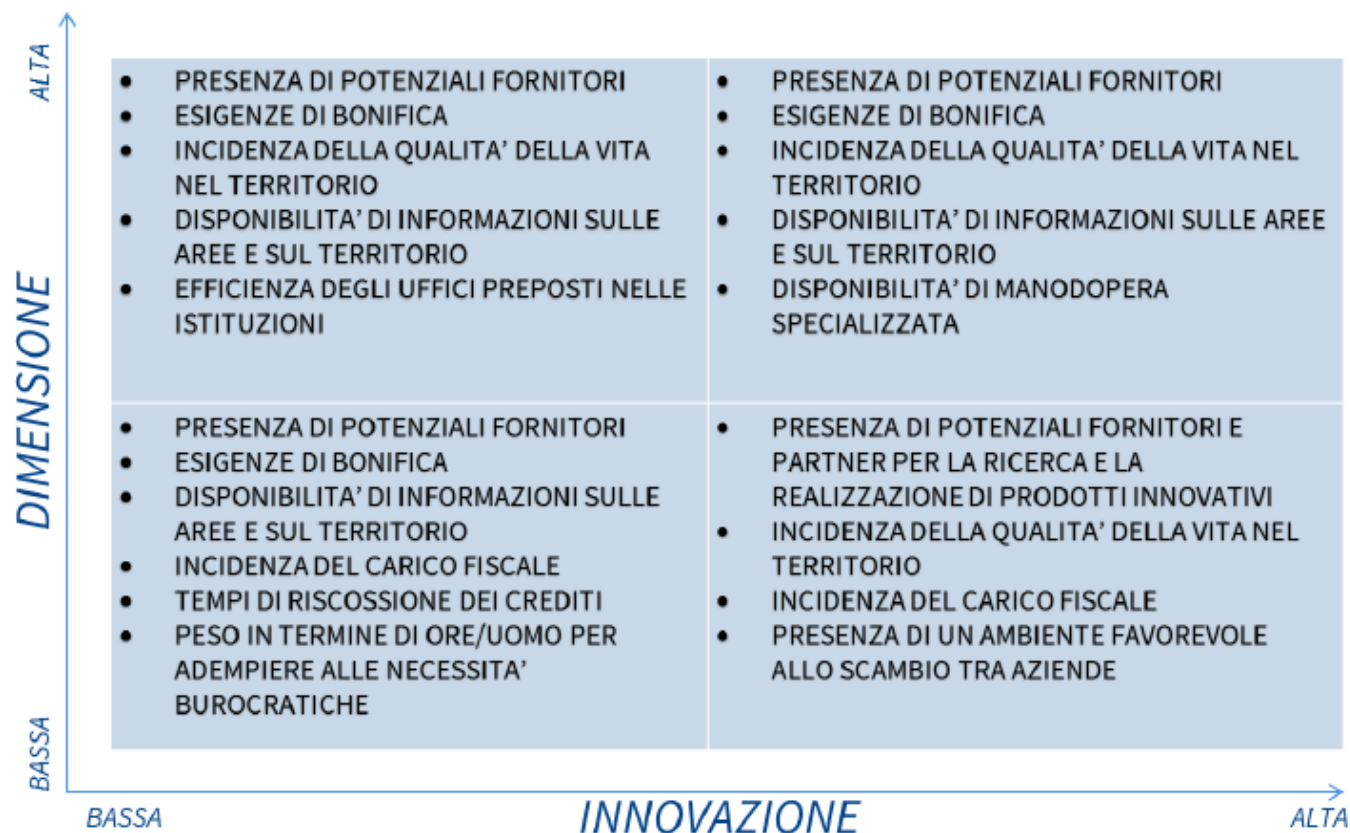 ALTA
DIMENSIONE
BASSA
• PRESENZA DI POTENZIALI FORNITORI
• ESIGENZE DI BONIFICA
• INCIDENZA DELLA QUALITA’ DELLA VITA
NEL TERRITORIO
• DISPONIBILITA’ DI INFORMAZIONI SULLE
AREE E SUL TERRITORIO
• EFFICIENZA DEGLI UFFICI PREPOSTI NELLE
ISTITUZIONI
• PRESENZA DI POTENZIALI FORNITORI
• ESIGENZE DI BONIFICA
• INCIDENZA DELLA QUALITA’ DELLA VITA NEL
TERRITORIO
• DISPONIBILITA’ DI INFORMAZIONI SULLE AREE
E SUL TERRITORIO
• DISPONIBILITA’ DI MANODOPERA
SPECIALIZZATA
• PRESENZA DI POTENZIALI FORNITORI
• ESIGENZE DI BONIFICA
• DISPONIBILITA’ DI INFORMAZIONI SULLE
AREE E SUL TERRITORIO
• INCIDENZA DEL CARICO FISCALE
• TEMPI DI RISCOSSIONE DEI CREDITI
• PESO IN TERMINE DI ORE/UOMO PER
ADEMPIERE ALLE NECESSITA’
BUROCRATICHE
• PRESENZA DI POTENZIALI FORNITORI E
PARTNER PER LA RICERCA E LA
REALIZZAZIONE DI PRODOTTI INNOVATIVI
• INCIDENZA DELLA QUALITA’ DELLA VITA NEL
TERRITORIO
• INCIDENZA DEL CARICO FISCALE
• PRESENZA DI UN AMBIENTE FAVOREVOLE
ALLO SCAMBIO TRA AZIENDE
BASSA
INNOVAZIONE
ALTA